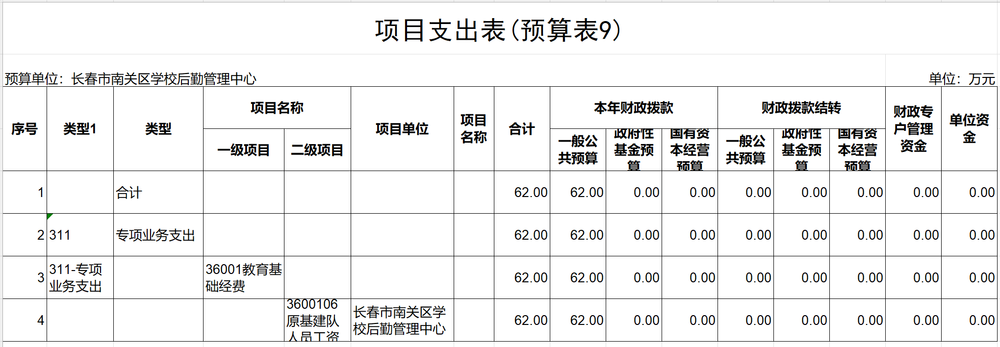 项目支出表(预算表9)
预算单位：长春市南关区学校后勤管理中心 单位：万元
序号 类型1 类型 项目名称 项目单位 项目名称 合计 本年财政拨款 财政拨款结转 财政专户管理资金 单位资金
一级项目 二级项目 一般公共预算 政府性基金预算 国有资本经营预算 一般公共预算 政府性基金预算 国有资本经营预算
1 合计 62.00 62.00 0.00 0.00 0.00 0.00 0.00 0.00 0.00
2 311 专项业务支出 62.00 62.00 0.00 0.00 0.00 0.00 0.00 0.00 0.00
3 311-专项业务支出 36001教育基础经费 62.00 62.00 0.00 0.00 0.00 0.00 0.00 0.00 0.00
4 3600106原基建队人员工资 长春市南关区学校后勤管理中心 62.00 62.00 0.00 0.00 0.00 0.00 0.00 0.00 0.00